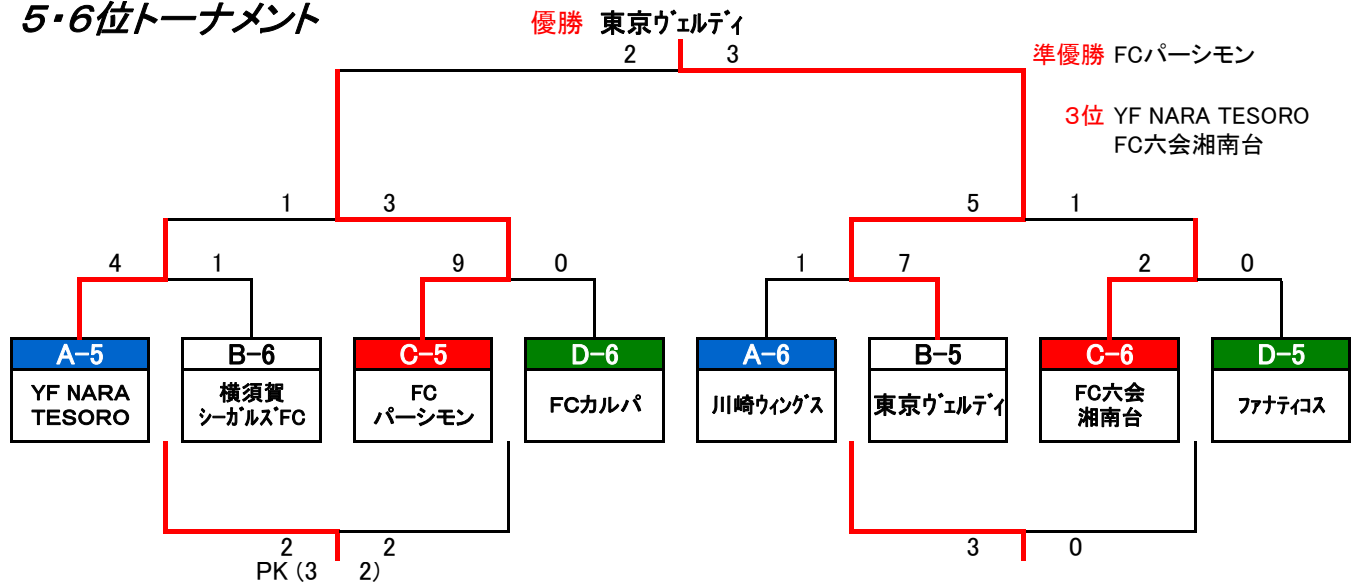 5・6位トーナメント
優勝 東京ヴェルディ
2 3
準優勝 FCパーシモン
3位 YF NARA TESORO
FC六会湘南台
1 3 5 1
4 1 9 0 1 7 2 0
A-5 B-6 C-5 D-6 A-6 B-5 C-6 D-5
YF NARA
TESORO
横須賀
シーガルズFC
FC
パーシモン
FCカルパ
川崎ウィングス
東京ヴェルディ
FC六会
湘南台
ファナティコス
2 2 3 0
PK (3 2)